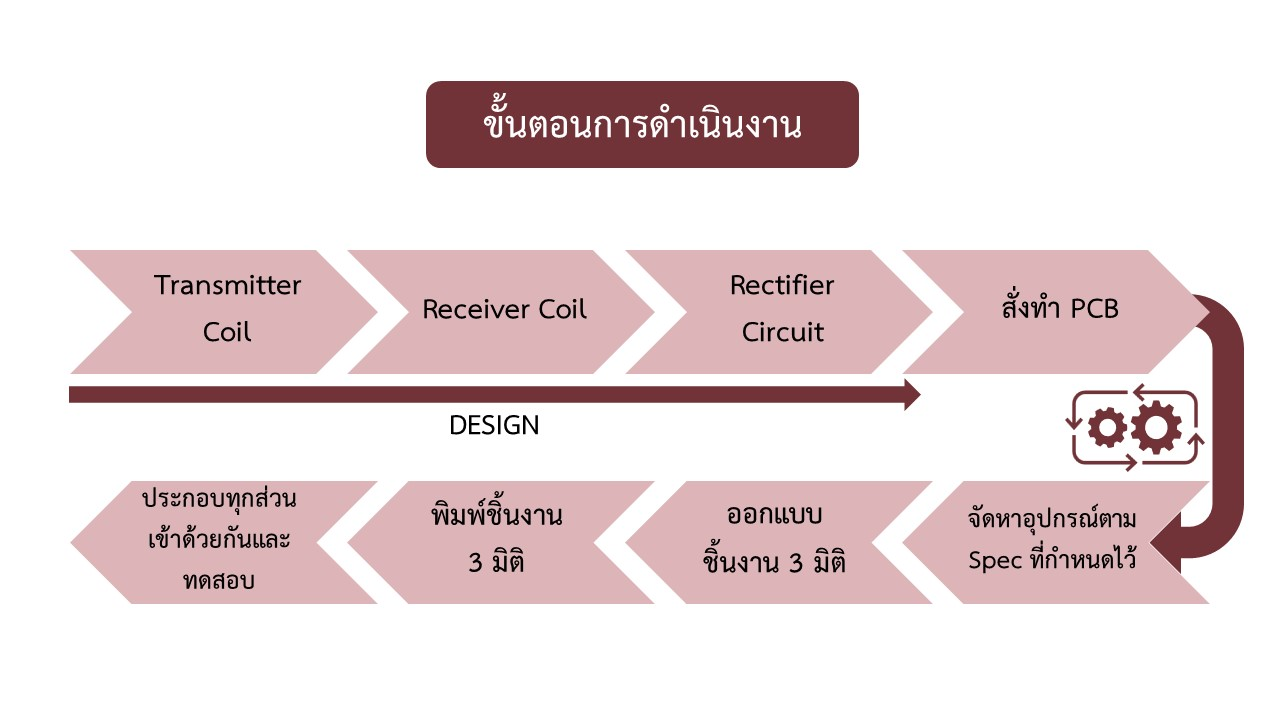 ขั้นตอนการดำเนินงาน
Transmitter
Coil
Receiver Coil
Rectifier
Circuit
สั่งทำ PCB
DESIGN
จัดหาอุปกรณ์ตาม
Spec ที่กำหนดไว้
ออกแบบ
ชิ้นงาน 3 มิติ
พิมพ์ชิ้นงาน
3 มิติ
ประกอบทุกส่วน
เข้าด้วยกันและ
ทดสอบ